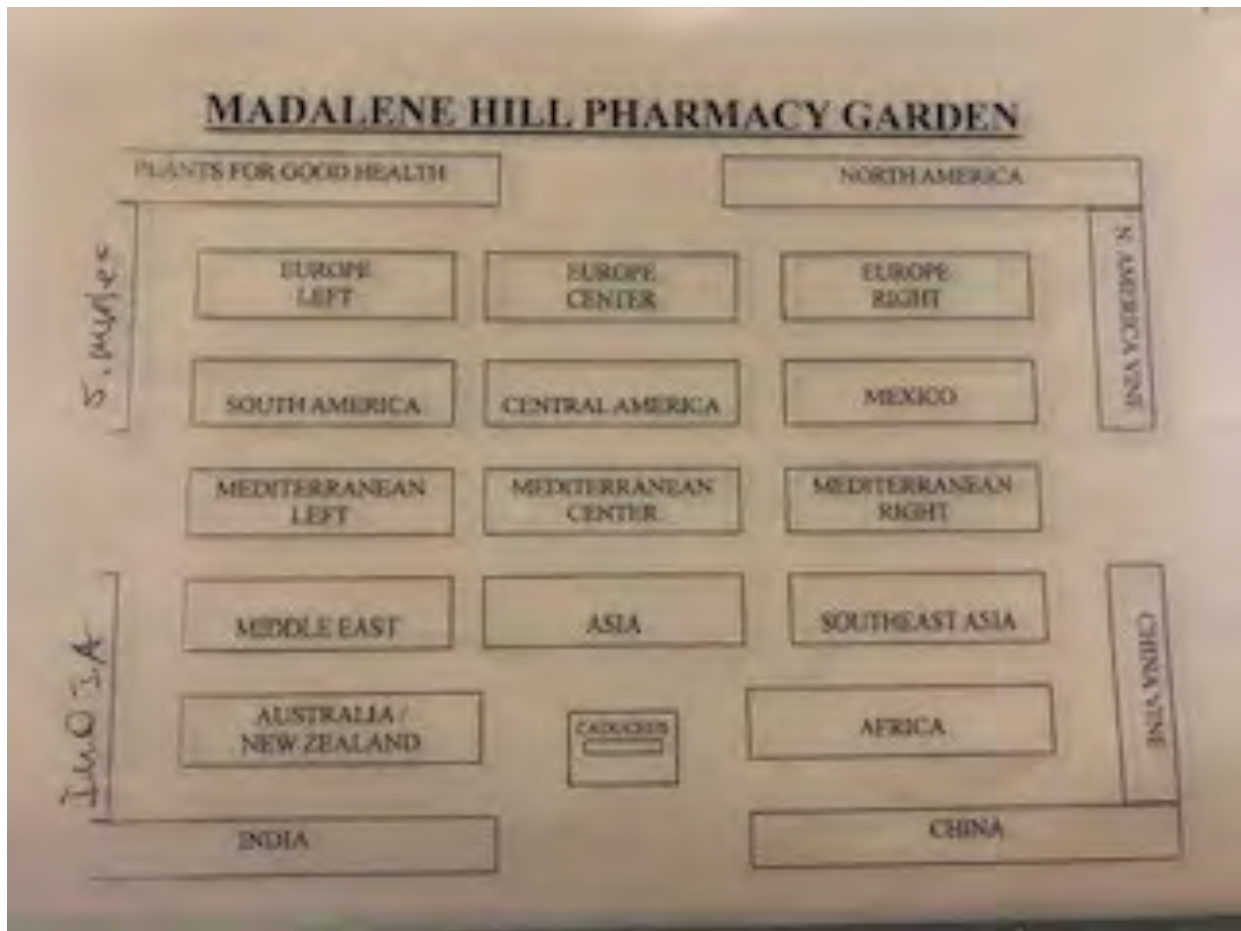 MADALENE HILL PHARMACY GARDEN
PLANTS FOR GOOD HEALTH
NORTH AMERICA
N. AMERICA VINE
EUROPE
LEFT
EUROPE
CENTER
EUROPE
RIGHT
SOUTH AMERICA
CENTRAL AMERICA
MEXICO
MEDITERRANEAN
LEFT
MEDITERRANEAN
CENTER
MEDITERRANEAN
RIGHT
MIDDLE EAST
ASIA
SOUTHEAST ASIA
CHINA VINE
AUSTRALIA /
NEW ZEALAND
CADUCEUS
AFRICA
INDIA
INDIA
CHINA